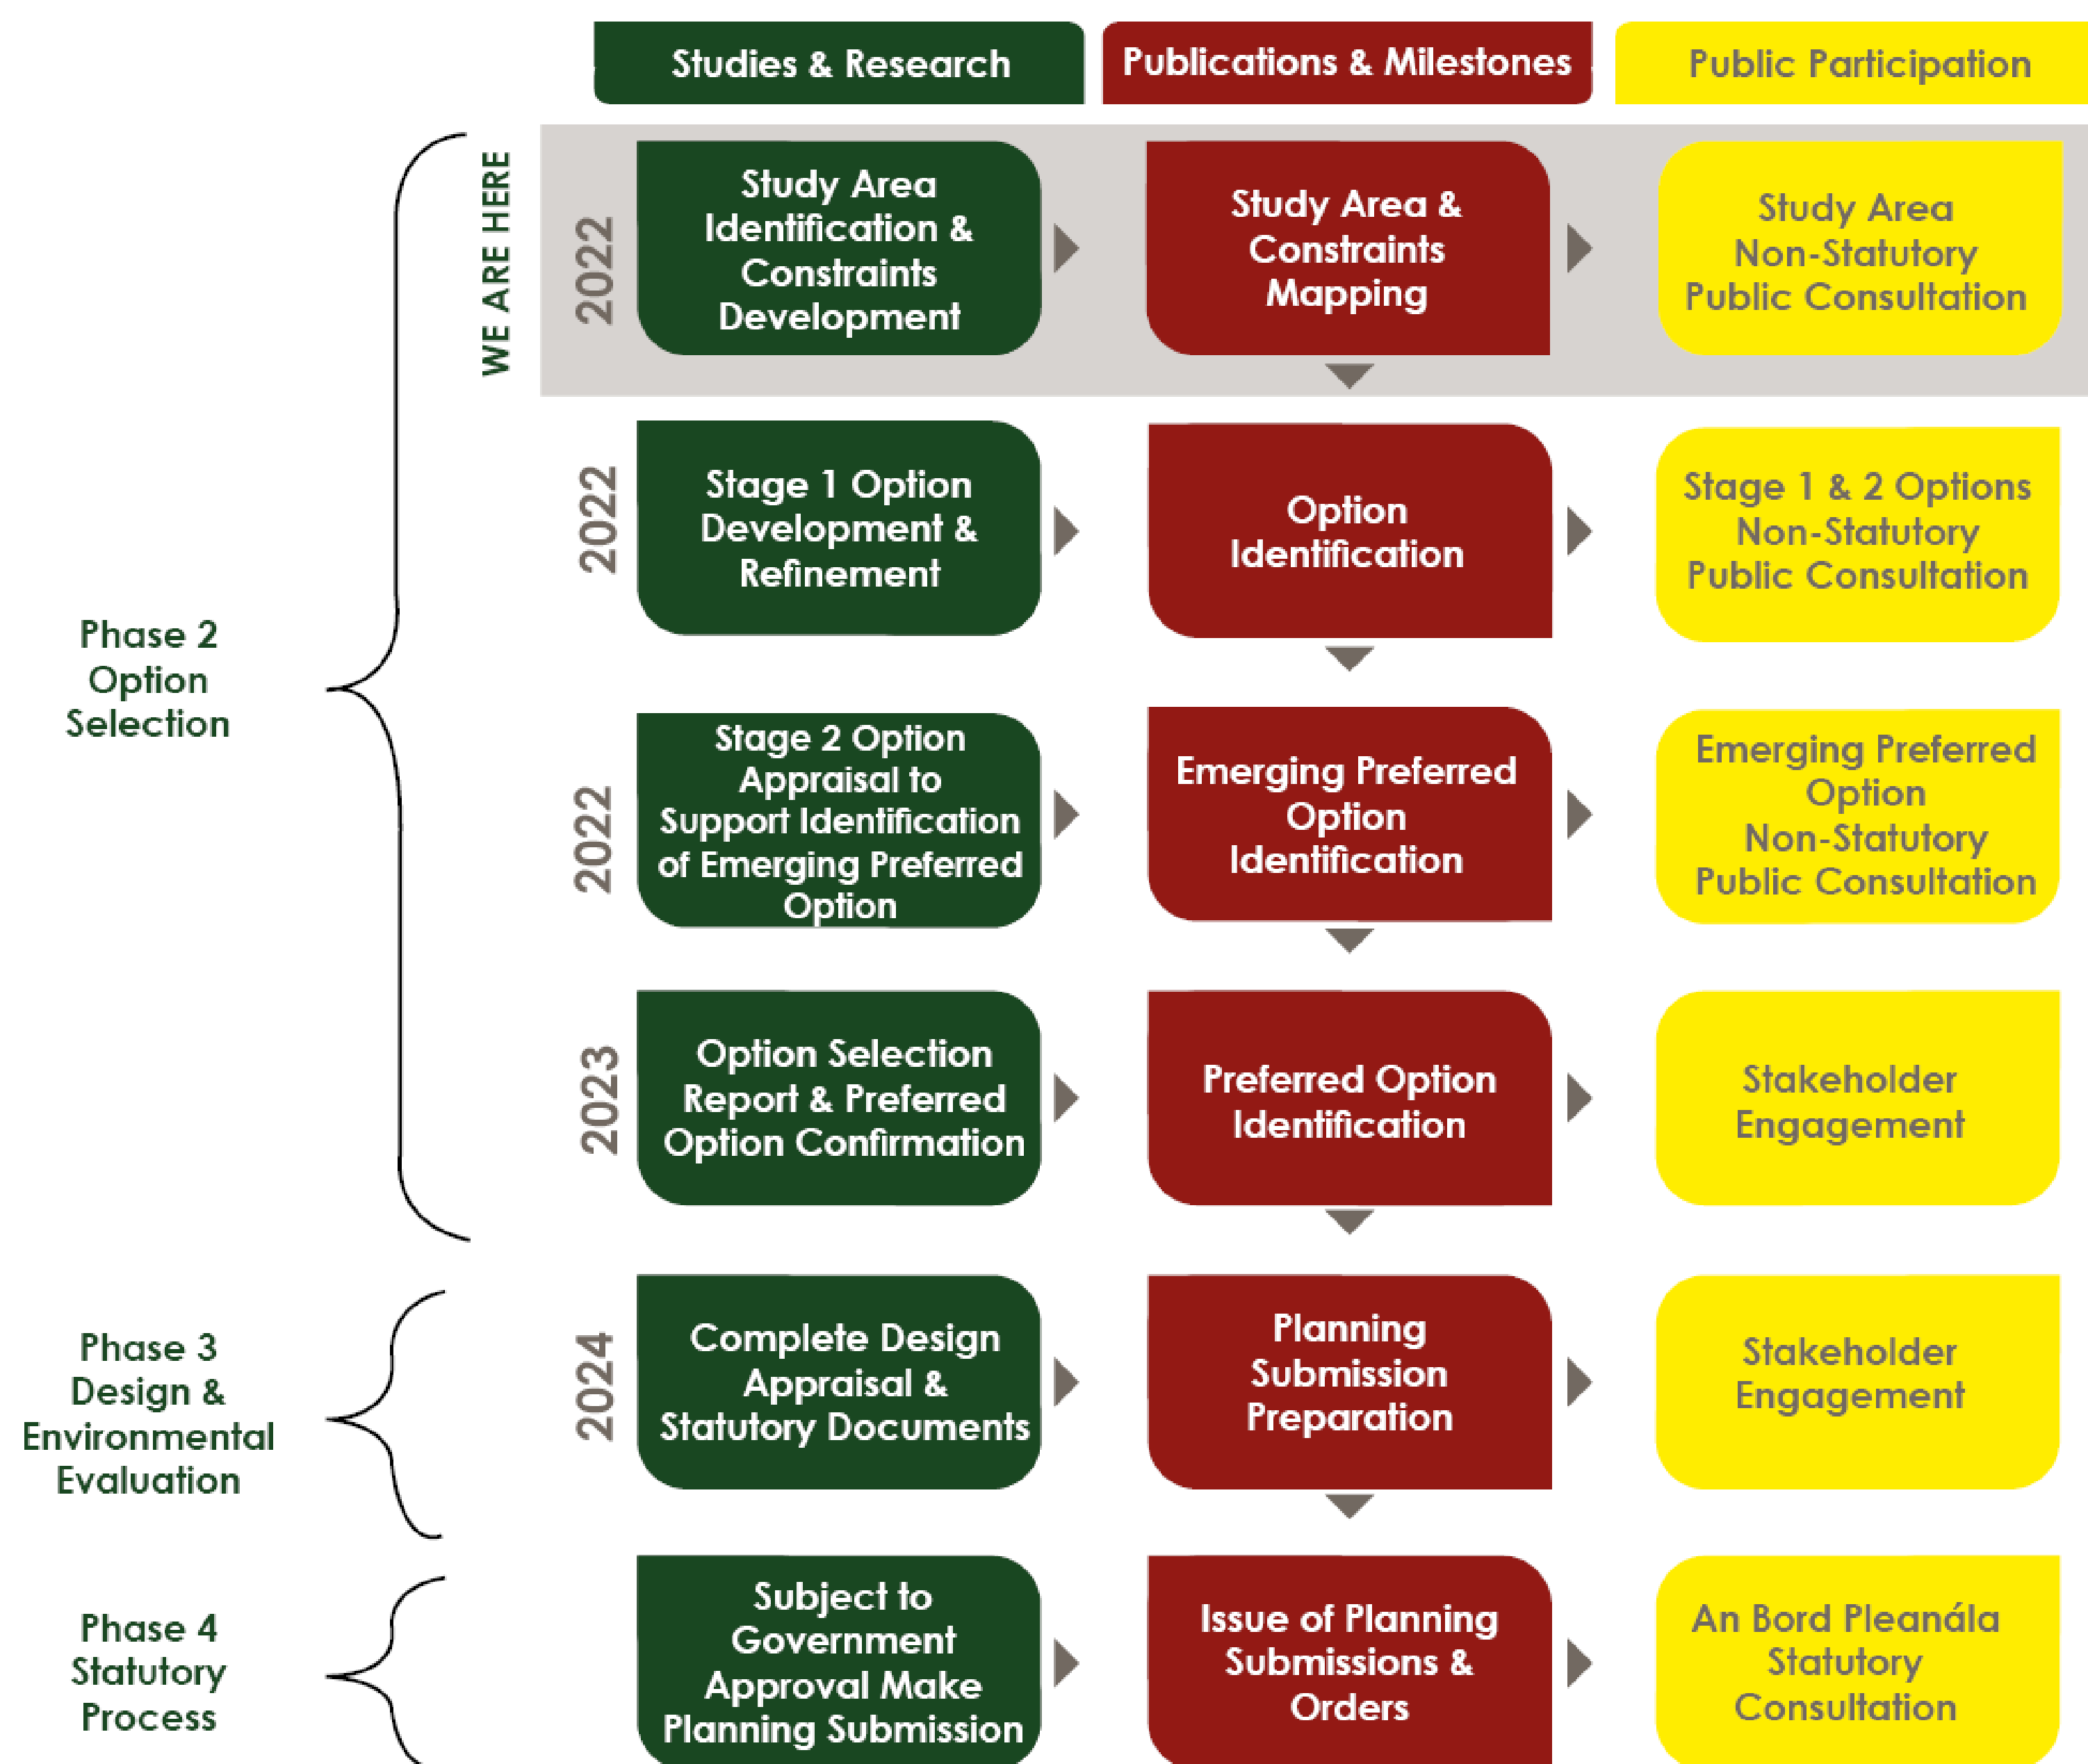 Studies & Research
Publications & Milestones
Public Participation
WE ARE HERE
2022
Study Area
Identification &
Constraints
Development
Study Area &
Constraints
Mapping
Study Area
Non-Statutory
Public Consultation
Phase 2
Option
Selection
2022
Stage 1 Option
Development &
Refinement
Option
Identification
Stage 1 & 2 Options
Non-Statutory
Public Consultation
2022
Stage 2 Option
Appraisal to
Support Identification
of Emerging Preferred
Option
Emerging Preferred
Option
Identification
Emerging Preferred
Option
Non-Statutory
Public Consultation
2023
Option Selection
Report & Preferred
Option Confirmation
Preferred Option
Identification
Stakeholder
Engagement
Phase 3
Design &
Environmental
Evaluation
2024
Complete Design
Appraisal &
Statutory Documents
Planning
Submission
Preparation
Stakeholder
Engagement
Phase 4
Statutory
Process
Subject to
Government
Approval Make
Planning Submission
Issue of Planning
Submissions &
Orders
An Bord Pleanála
Statutory
Consultation